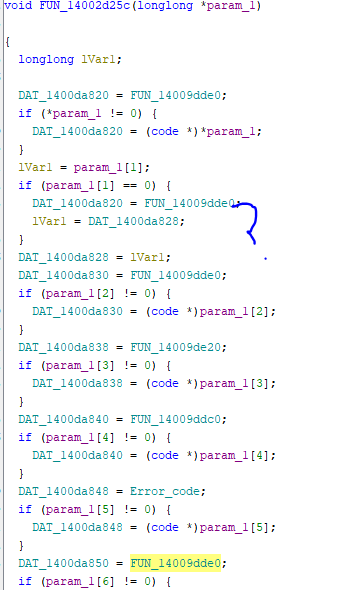 void FUN_14002d25c(longlong *param_1)
{
longlong lVar1;
DAT_1400da820 = FUN_14009dde0;
if (*param_1 != 0) {
DAT_1400da820 = (code *)*param_1;
}
lVar1 = param_1[1];
if (param_1[1] == 0) {
DAT_1400da820 = FUN_14009dde0;
lVar1 = DAT_1400da828;
}
DAT_1400da828 = lVar1;
DAT_1400da830 = FUN_14009dde0;
if (param_1[2] != 0) {
DAT_1400da830 = (code *)param_1[2];
}
DAT_1400da838 = FUN_14009de20;
if (param_1[3] != 0) {
DAT_1400da838 = (code *)param_1[3];
}
DAT_1400da840 = FUN_14009ddc0;
if (param_1[4] != 0) {
DAT_1400da840 = (code *)param_1[4];
}
DAT_1400da848 = Error_code;
if (param_1[5] != 0) {
DAT_1400da848 = (code *)param_1[5];
}
DAT_1400da850 = FUN_14009dde0;
if (param_1[6] != 0) {